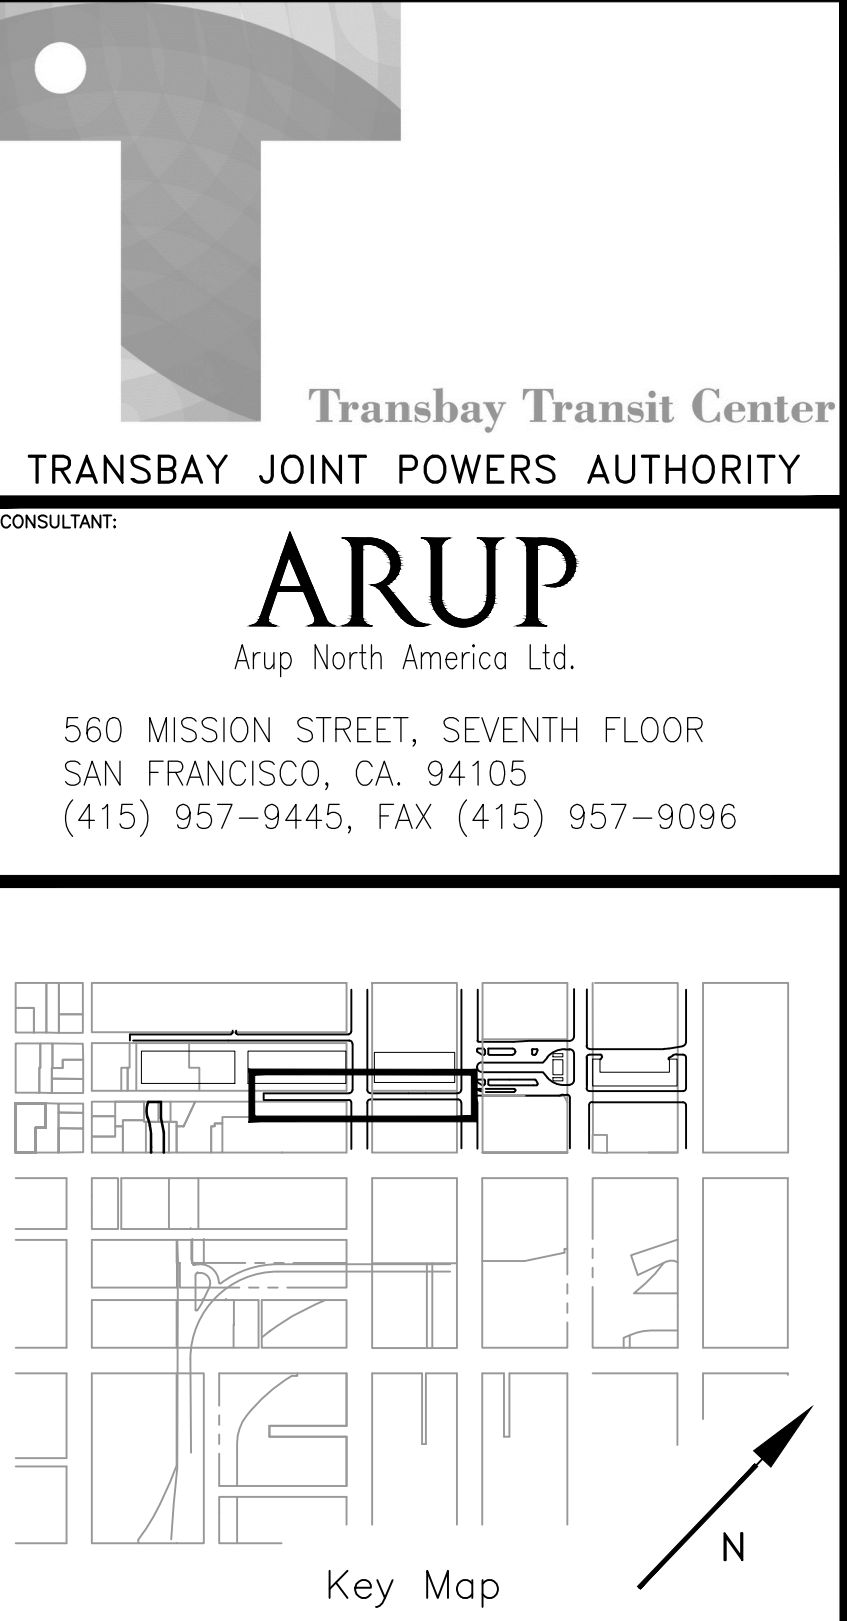 Transbay Transit Center
TRANSBAY JOINT POWERS AUTHORITY
CONSULTANT:
ARUP
Arup North America Ltd.
560 MISSION STREET, SEVENTH FLOOR
SAN FRANCISCO, CA. 94105
(415) 957-9445, FAX (415) 957-9096
N
Key Map